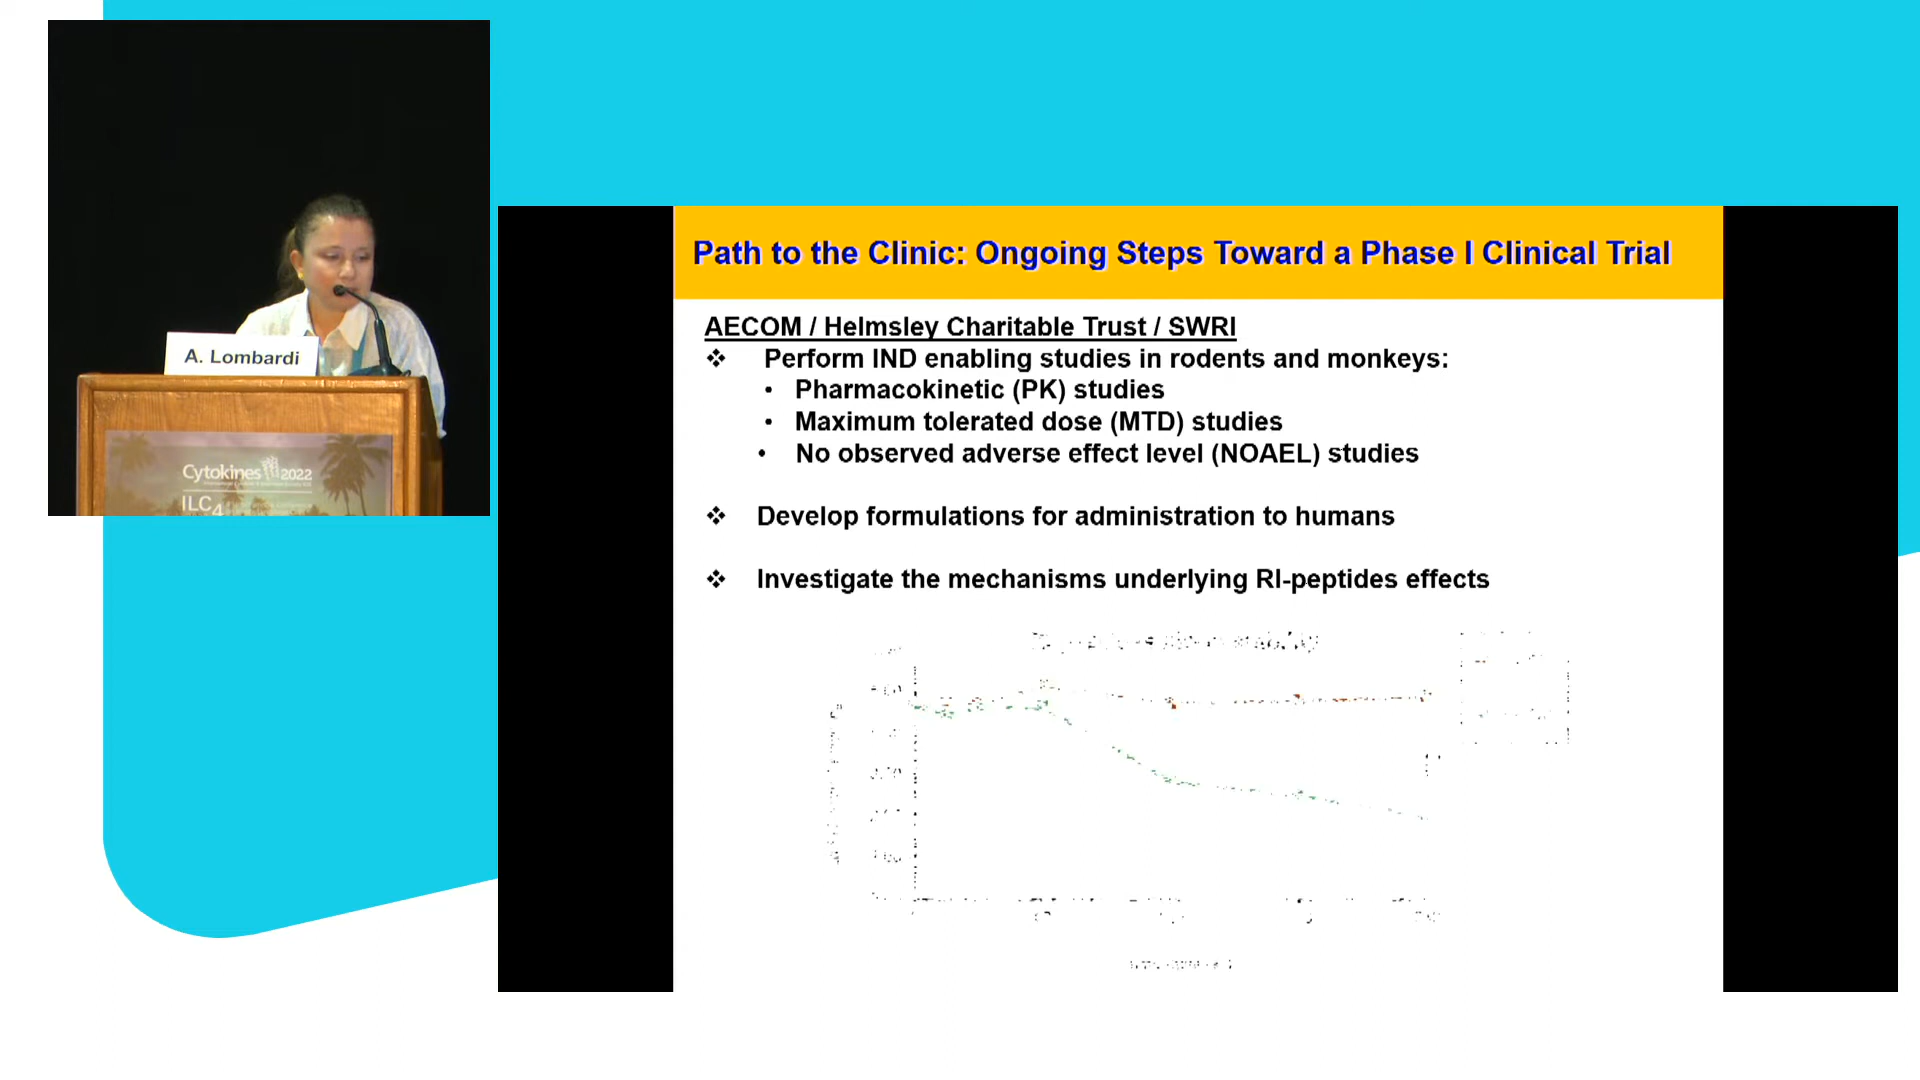 A. Lombardi
Cytokines 2022
ILC4
Path to the Clinic: Ongoing Steps Toward a Phase I Clinical Trial
AECOM / Helmsley Charitable Trust / SWRI
❖ Perform IND enabling studies in rodents and monkeys:
• Pharmacokinetic (PK) studies
• Maximum tolerated dose (MTD) studies
• No observed adverse effect level (NOAEL) studies
❖ Develop formulations for administration to humans
❖ Investigate the mechanisms underlying RI-peptides effects